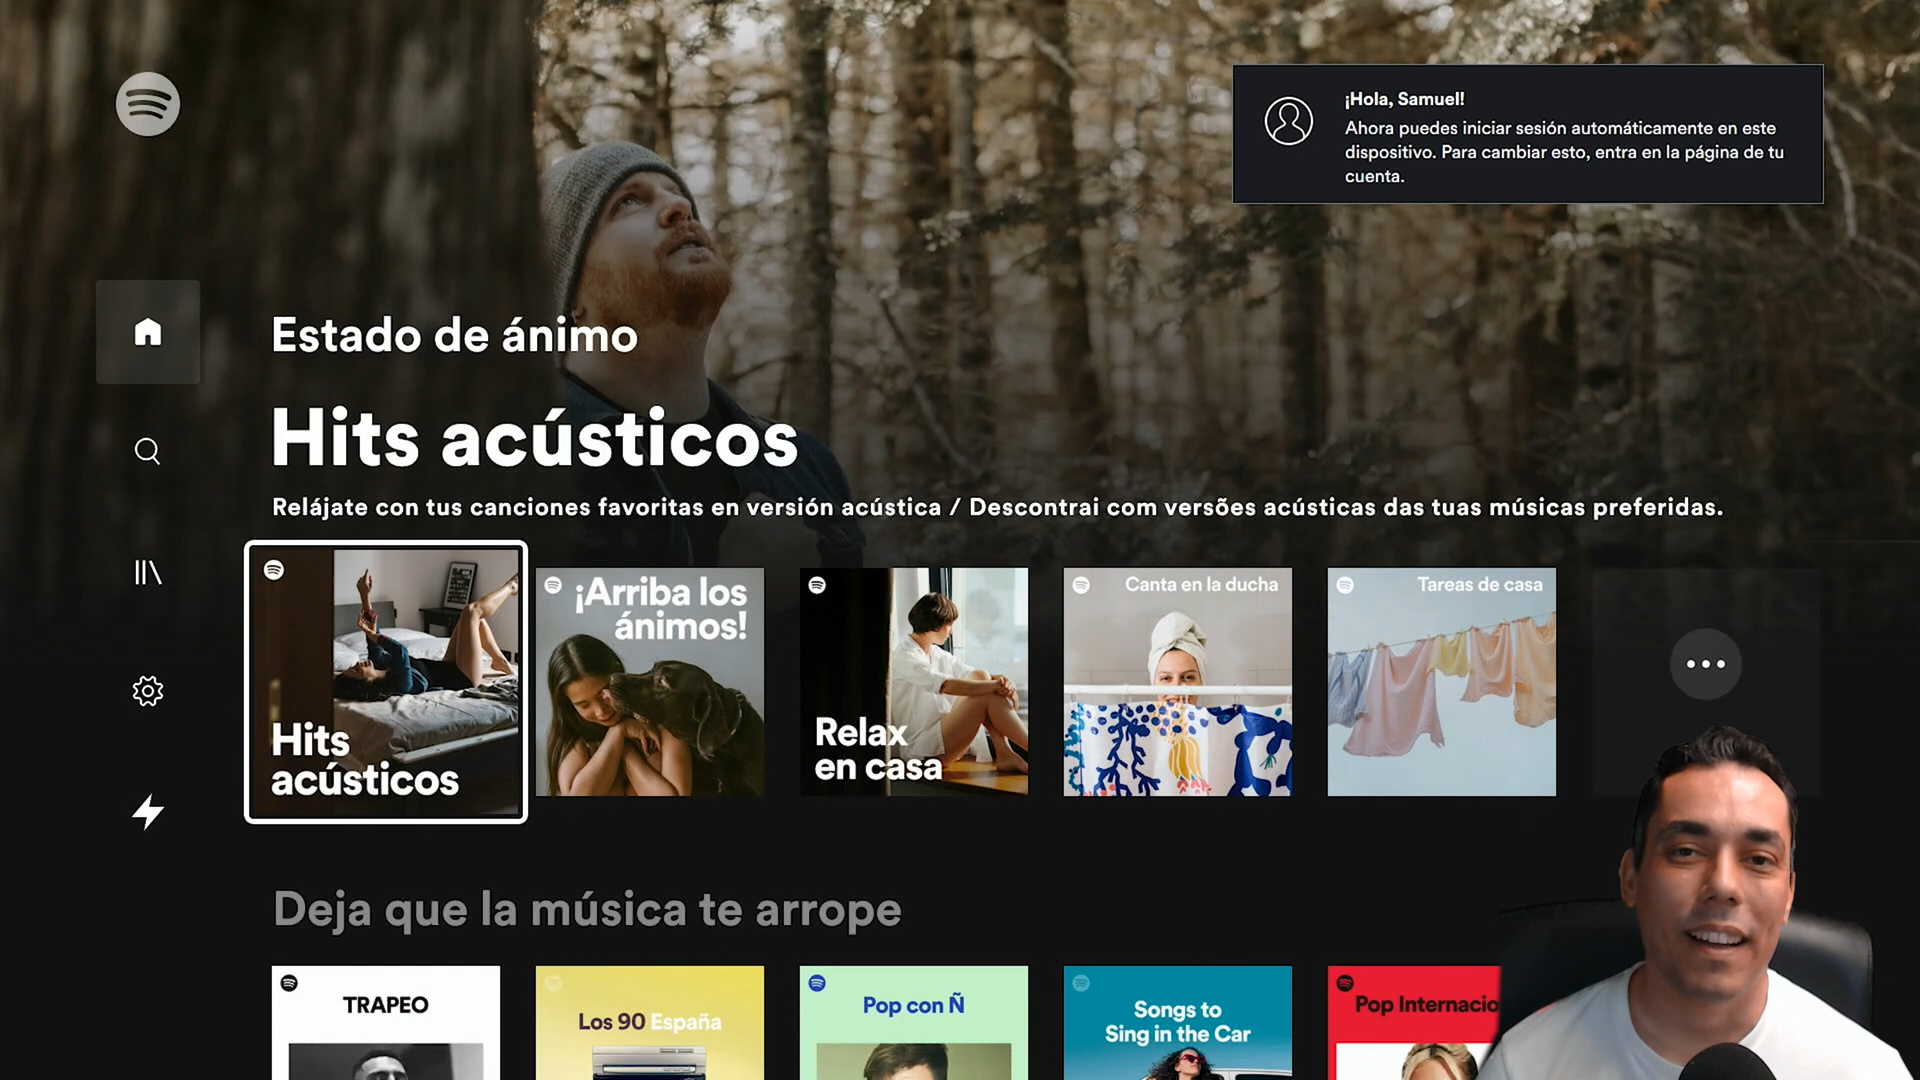 ¡Hola, Samuel!
Ahora puedes iniciar sesión automáticamente en este
dispositivo. Para cambiar esto, entra en la página de tu
cuenta.
Estado de ánimo
Hits acústicos
Relájate con tus canciones favoritas en versión acústica / Descontrai com versões acústicas das tuas músicas preferidas.
Hits
acústicos
¡Arriba los
ánimos!
Relax
en casa
Canta en la ducha
Tareas de casa
Deja que la música te arrope
TRAPEO
Los 90 España
Pop con Ñ
Songs to
Sing in the Car
Pop Internacio